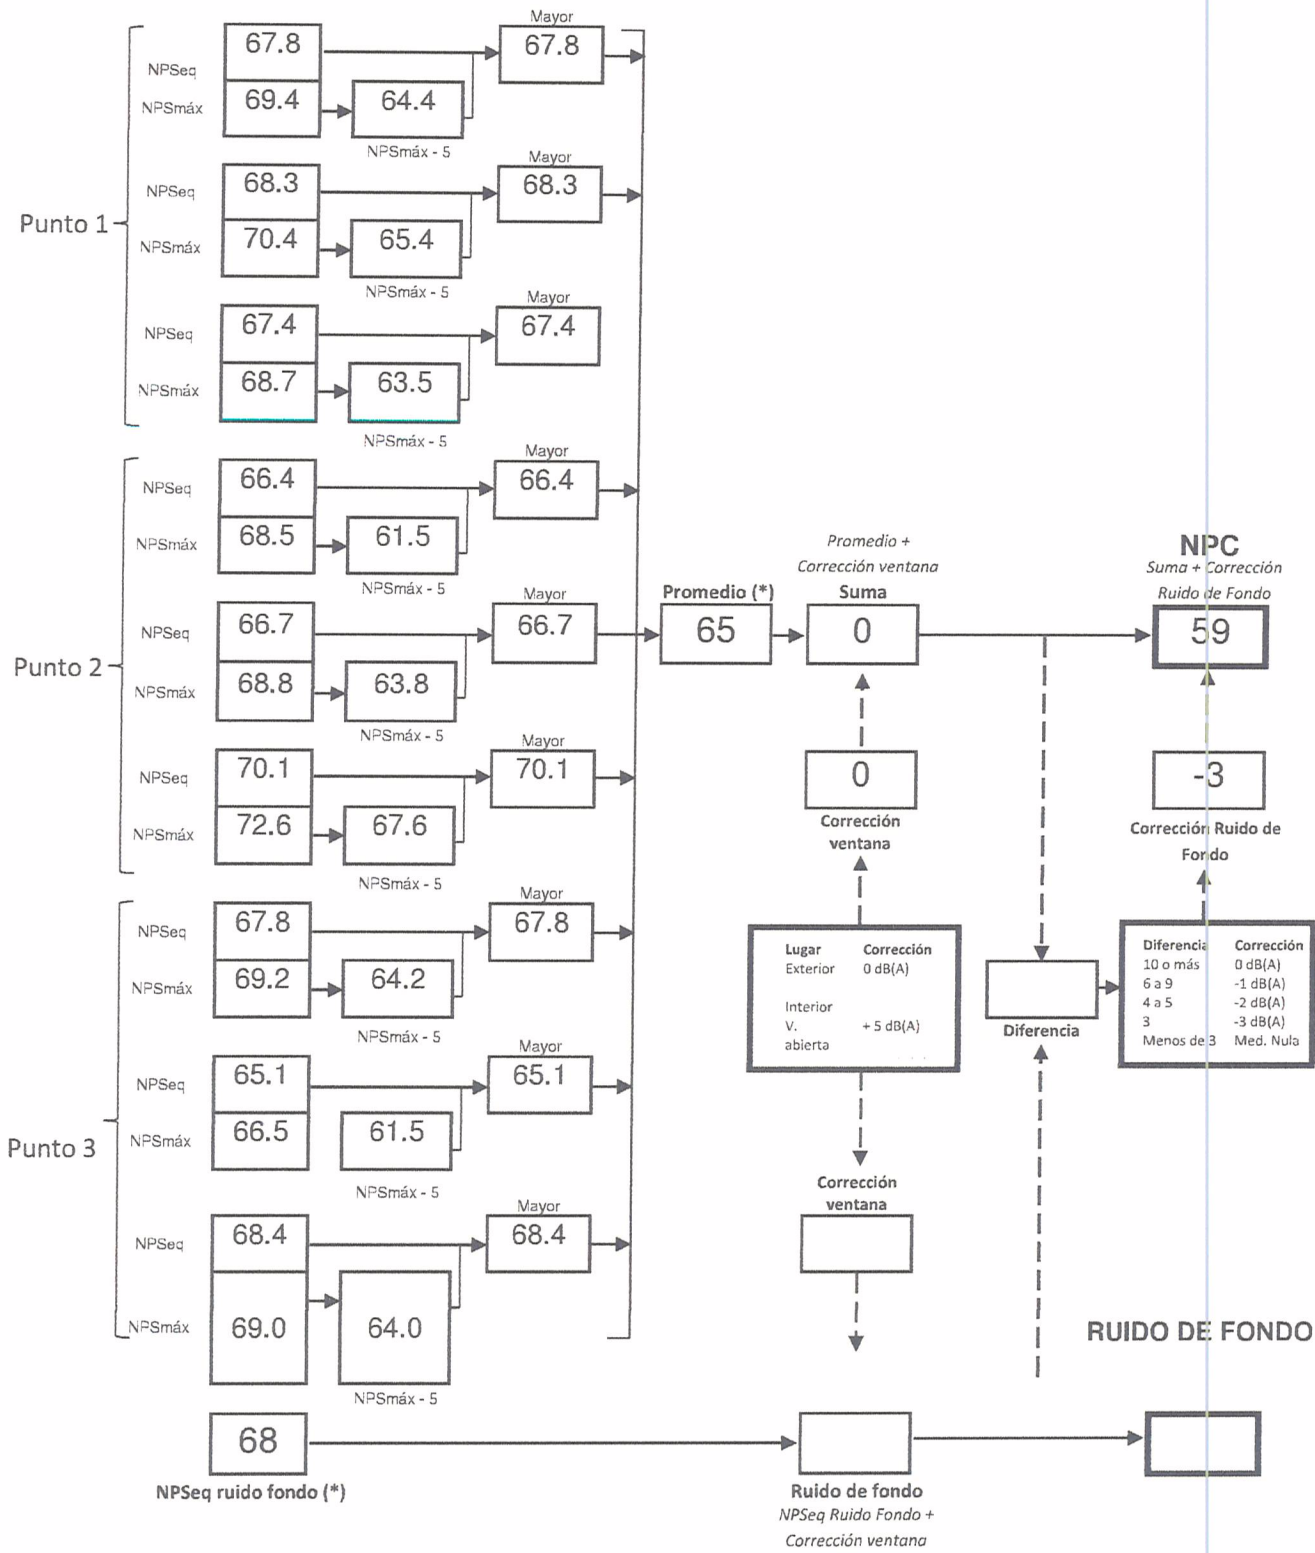 Mayor
67.8
67.8
NPSeq
NPSmáx
69.4
64.4
NPSmáx - 5
Mayor
NPSeq
68.3
68.3
Punto 1
NPSmáx
70.4
65.4
NPSmáx - 5
Mayor
NPSeq
67.4
67.4
NPSmáx
68.7
63.5
NPSmáx - 5
Mayor
NPSeq
66.4
66.4
NPSmáx
68.5
61.5
NPSmáx - 5
Mayor
NPSeq
66.7
66.7
Punto 2
NPSmáx
68.8
63.8
NPSmáx - 5
Mayor
NPSeq
70.1
70.1
NPSmáx
72.6
67.6
NPSmáx - 5
Mayor
NPSeq
67.8
67.8
NPSmáx
69.2
64.2
NPSmáx - 5
Mayor
NPSeq
65.1
65.1
Punto 3
NPSmáx
66.5
61.5
NPSmáx - 5
Mayor
NPSeq
68.4
68.4
NPSmáx
69.0
64.0
NPSmáx - 5
68
NPSeq ruido fondo (*)
Promedio (*)
65
Promedio +
Corrección ventana
Suma
0
0
Corrección
ventana
Lugar Corrección
Exterior 0 dB(A)
Interior
V. + 5 dB(A)
abierta
Corrección
ventana
Ruido de fondo
NPSeq Ruido Fondo +
Corrección ventana
Diferencia
NPC
Suma + Corrección
Ruido de Fondo
59
-3
Corrección Ruido de
Fondo
Diferencia Corrección
10 o más 0 dB(A)
6 a 9 -1 dB(A)
4 a 5 -2 dB(A)
3 -3 dB(A)
Menos de 3 Med. Nula
RUIDO DE FONDO